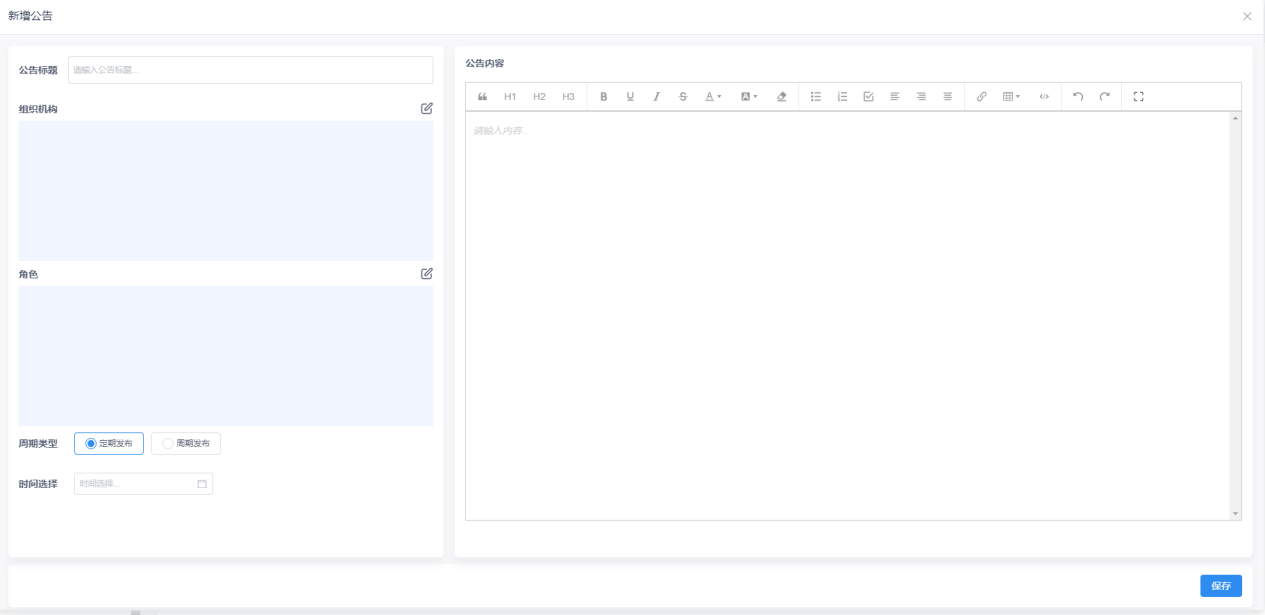 新增公告
公告标题 请输入公告标题...
组织机构
角色
周期类型 定期发布 周期发布
时间选择 时间选择...
公告内容
H1 H2 H3 B U I S A A
请输入内容...
保存